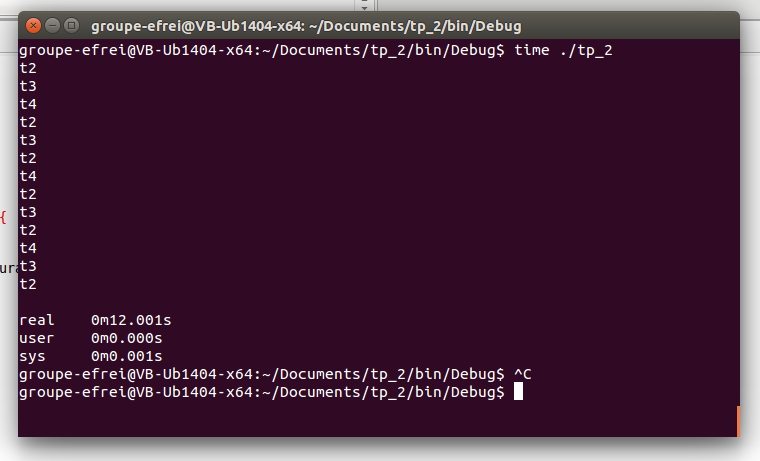 groupe-efrei@VB-Ub1404-x64: ~/Documents/tp_2/bin/Debug
groupe-efrei@VB-Ub1404-x64:~/Documents/tp_2/bin/Debug$ time ./tp_2
t2
t3
t4
t2
t3
t2
t4
t2
t3
t2
t4
t3
t2
real 0m12.001s
user 0m0.000s
sys 0m0.001s
groupe-efrei@VB-Ub1404-x64:~/Documents/tp_2/bin/Debug$ ^C
groupe-efrei@VB-Ub1404-x64:~/Documents/tp_2/bin/Debug$
{
ura